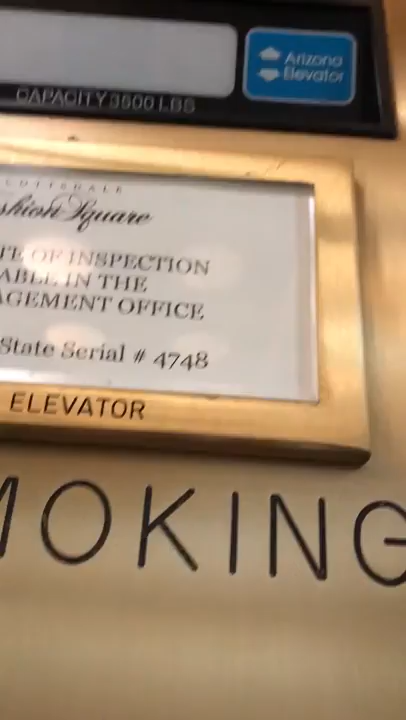 Arizona
Elevator
CAPACITY 3500 LBS
SCOTTSDALE
shion Square
TE OF INSPECTION
ABLE IN THE
AGEMENT OFFICE
State Serial # 4748
ELEVATOR
MOKING